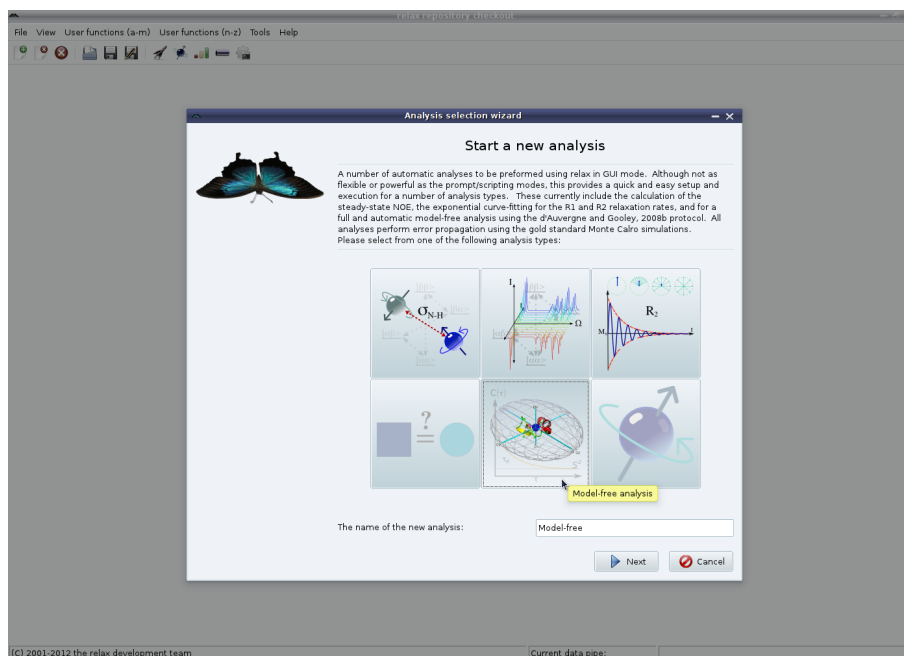 relax repository checkout
File View User functions (a-m) User functions (n-z) Tools Help
Analysis selection wizard
Start a new analysis
A number of automatic analyses to be preformed using relax in GUI mode. Although not as
flexible or powerful as the prompt/scripting modes, this provides a quick and easy setup and
execution for a number of analysis types. These currently include the calculation of the
steady-state NOE, the exponential curve-fitting for the R1 and R2 relaxation rates, and for a
full and automatic model-free analysis using the d'Auvergne and Gooley, 2008b protocol. All
analyses perform error propagation using the gold standard Monte Calro simulations.
Please select from one of the following analysis types:
σN-H
I
Ω
R2
?
=
C(τ)
S²
τ
Model-free analysis
The name of the new analysis:
Model-free
Next
Cancel
(C) 2001-2012 the relax development team
Current data pipe: